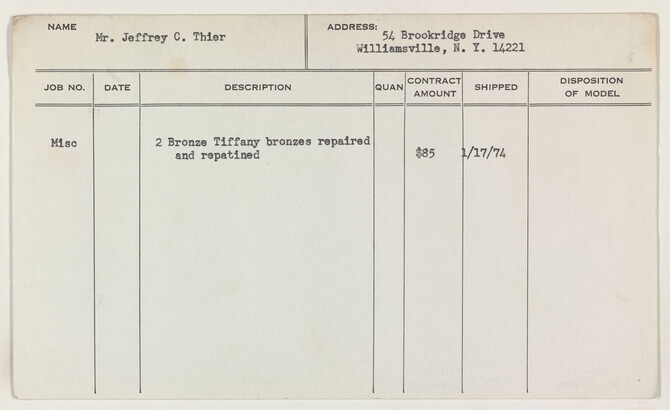 NAME
Mr. Jeffrey C. Thier
ADDRESS:
54 Brookridge Drive
Williamsville, N. Y. 14221
JOB NO. DATE DESCRIPTION QUAN CONTRACT AMOUNT SHIPPED DISPOSITION OF MODEL
Misc 2 Bronze Tiffany bronzes repaired
and repatined $85 1/17/74